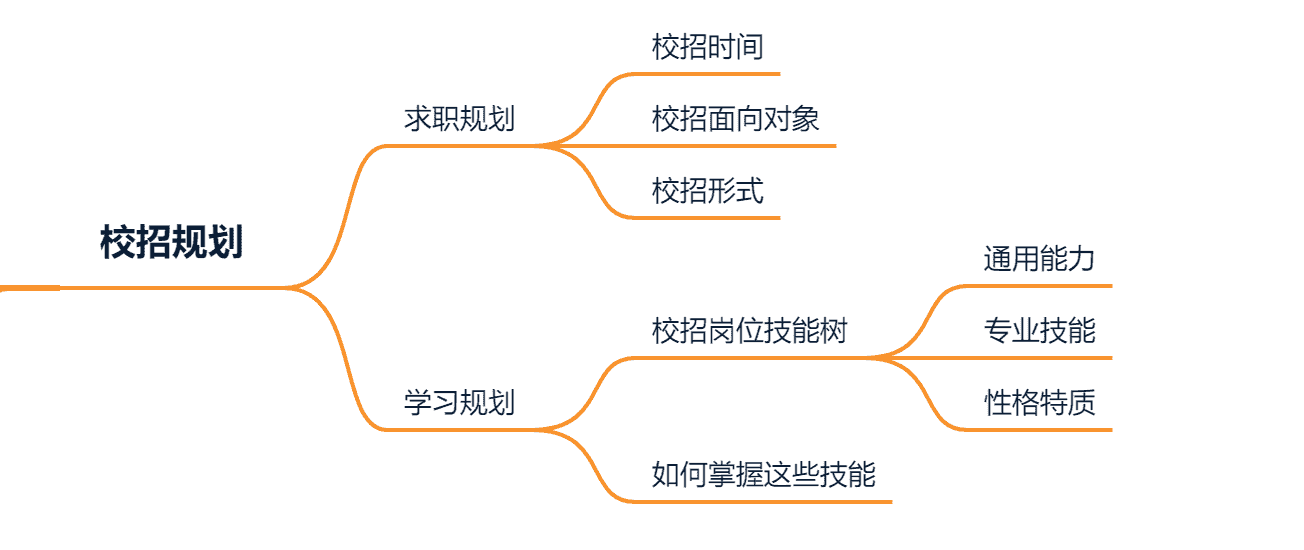 校招规划
求职规划
校招时间
校招面向对象
校招形式
学习规划
校招岗位技能树
通用能力
专业技能
性格特质
如何掌握这些技能